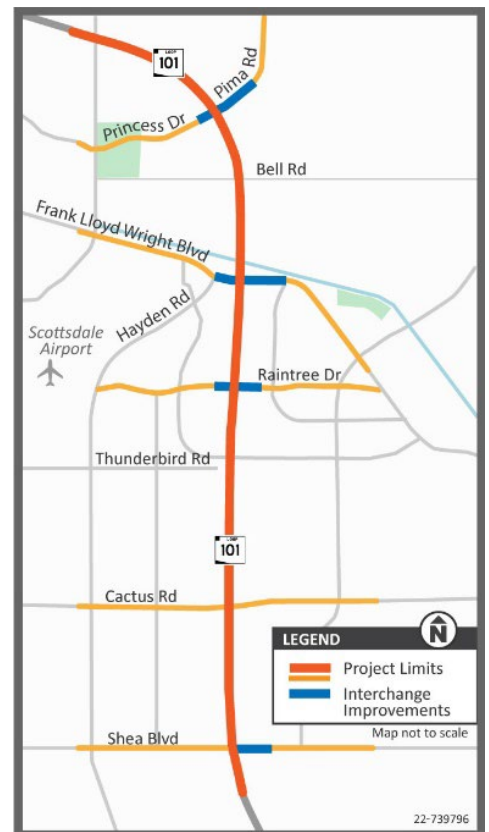 LOOP
101
Pima Rd
Princess Dr
Bell Rd
Frank Lloyd Wright Blvd
Hayden Rd
Scottsdale
Airport
Raintree Dr
Thunderbird Rd
LOOP
101
Cactus Rd
N
LEGEND
Project Limits
Interchange
Improvements
Map not to scale
Shea Blvd
22-739796